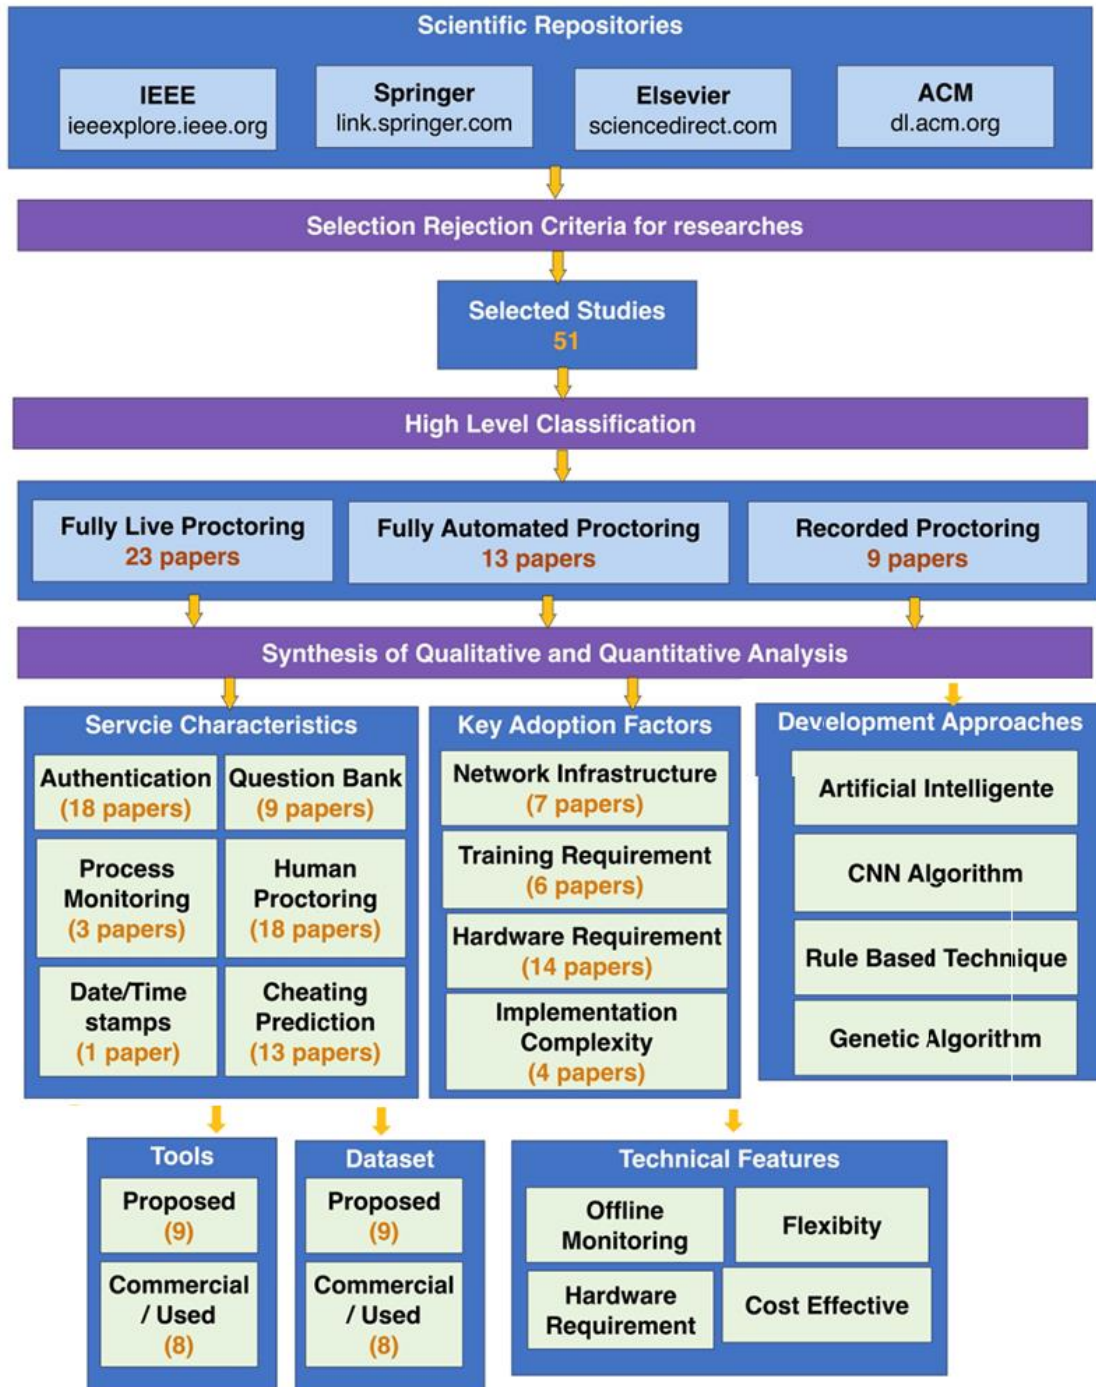 Scientific Repositories
IEEE
ieeexplore.ieee.org
Springer
link.springer.com
Elsevier
sciencedirect.com
ACM
dl.acm.org
Selection Rejection Criteria for researches
Selected Studies
51
High Level Classification
Fully Live Proctoring
23 papers
Fully Automated Proctoring
13 papers
Recorded Proctoring
9 papers
Synthesis of Qualitative and Quantitative Analysis
Servcie Characteristics
Authentication
(18 papers)
Question Bank
(9 papers)
Process
Monitoring
(3 papers)
Human
Proctoring
(18 papers)
Date/Time
stamps
(1 paper)
Cheating
Prediction
(13 papers)
Key Adoption Factors
Network Infrastructure
(7 papers)
Training Requirement
(6 papers)
Hardware Requirement
(14 papers)
Implementation
Complexity
(4 papers)
Development Approaches
Artificial Intelligente
CNN Algorithm
Rule Based Technique
Genetic Algorithm
Tools
Proposed
(9)
Commercial
/ Used
(8)
Dataset
Proposed
(9)
Commercial
/ Used
(8)
Technical Features
Offline
Monitoring
Flexibity
Hardware
Requirement
Cost Effective